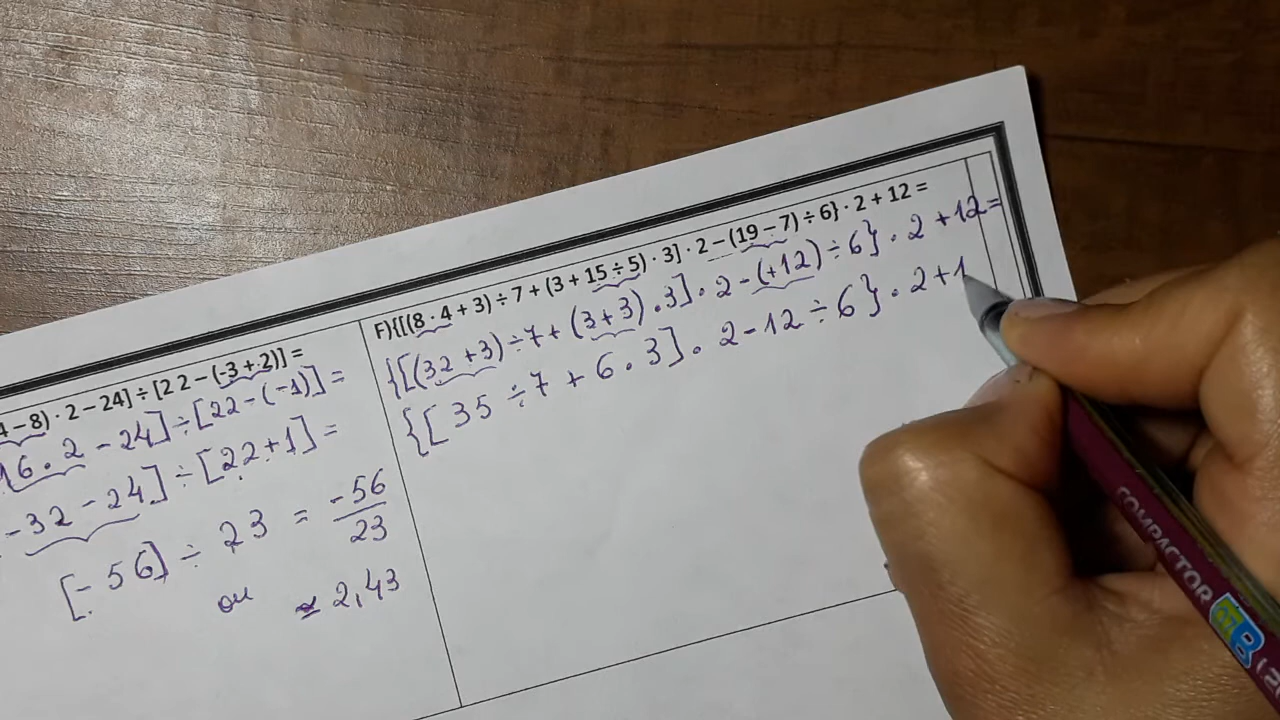 4 − 8) · 2 − 24] ÷ [2 2 − (-3 + 2)] =
16 . 2 - 24] ÷ [22 - (-1)] =
- 32 - 24] ÷ [22 + 1] =
[- 56] ÷ 23 = -56/23
ou ≃ 2,43
F){[(8 · 4 + 3) ÷ 7 + (3 + 15 ÷ 5) · 3] · 2 − (19 − 7) ÷ 6} · 2 + 12 =
{[(32 + 3) ÷ 7 + (3 + 3) . 3] . 2 - (+12) ÷ 6} . 2 + 12 =
{[35 ÷ 7 + 6 . 3] . 2 - 12 ÷ 6} . 2 + 1
COMPACTOR